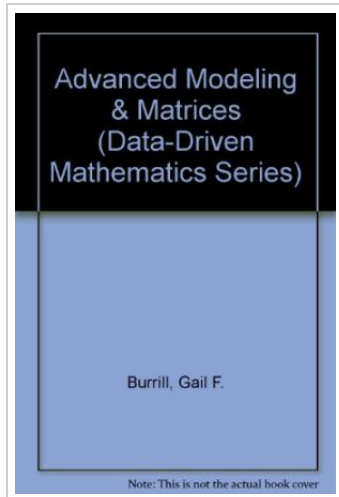 Advanced Modeling
& Matrices
(Data-Driven
Mathematics Series)
Burrill, Gail F.
Note: This is not the actual book cover